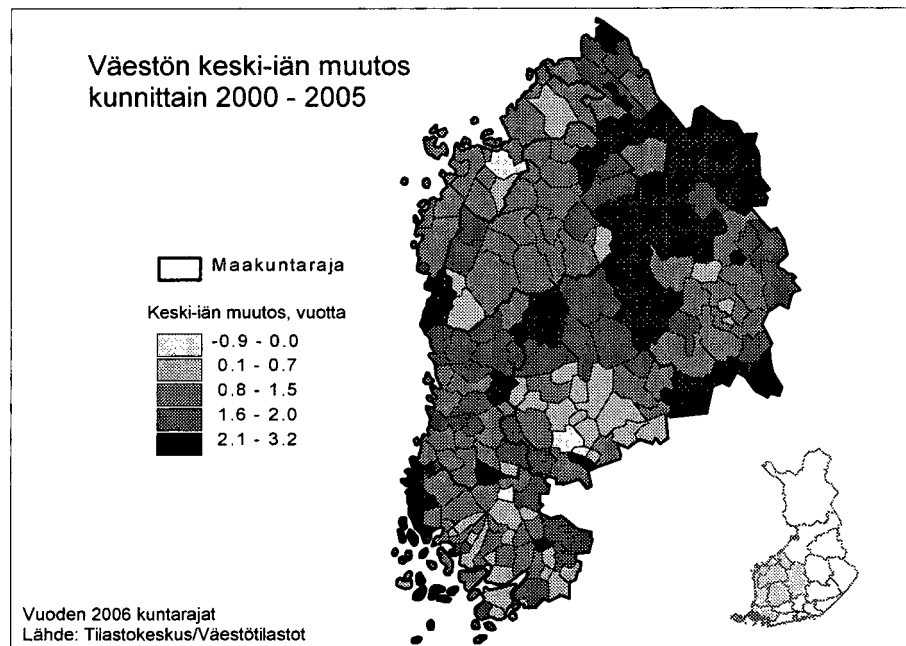 Väestön keski-iän muutos
kunnittain 2000 - 2005
Maakuntaraja
Keski-iän muutos, vuotta
-0.9 - 0.0
0.1 - 0.7
0.8 - 1.5
1.6 - 2.0
2.1 - 3.2
Vuoden 2006 kuntarajat
Lähde: Tilastokeskus/Väestötilastot